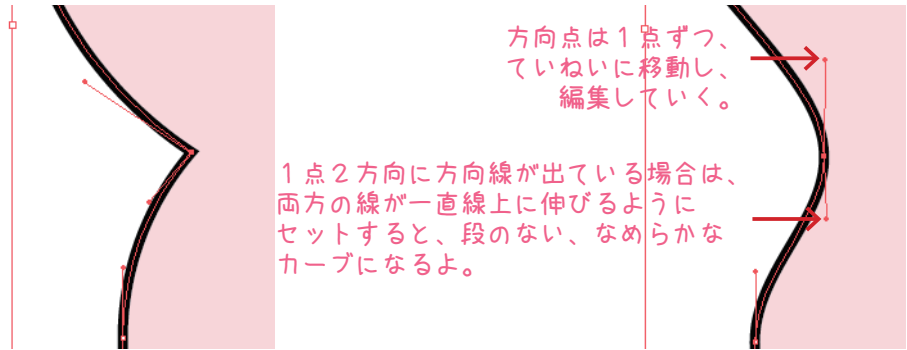 方向点は１点ずつ、
ていねいに移動し、
編集していく。
１点２方向に方向線が出ている場合は、
両方の線が一直線上に伸びるように
セットすると、段のない、なめらかな
カーブになるよ。